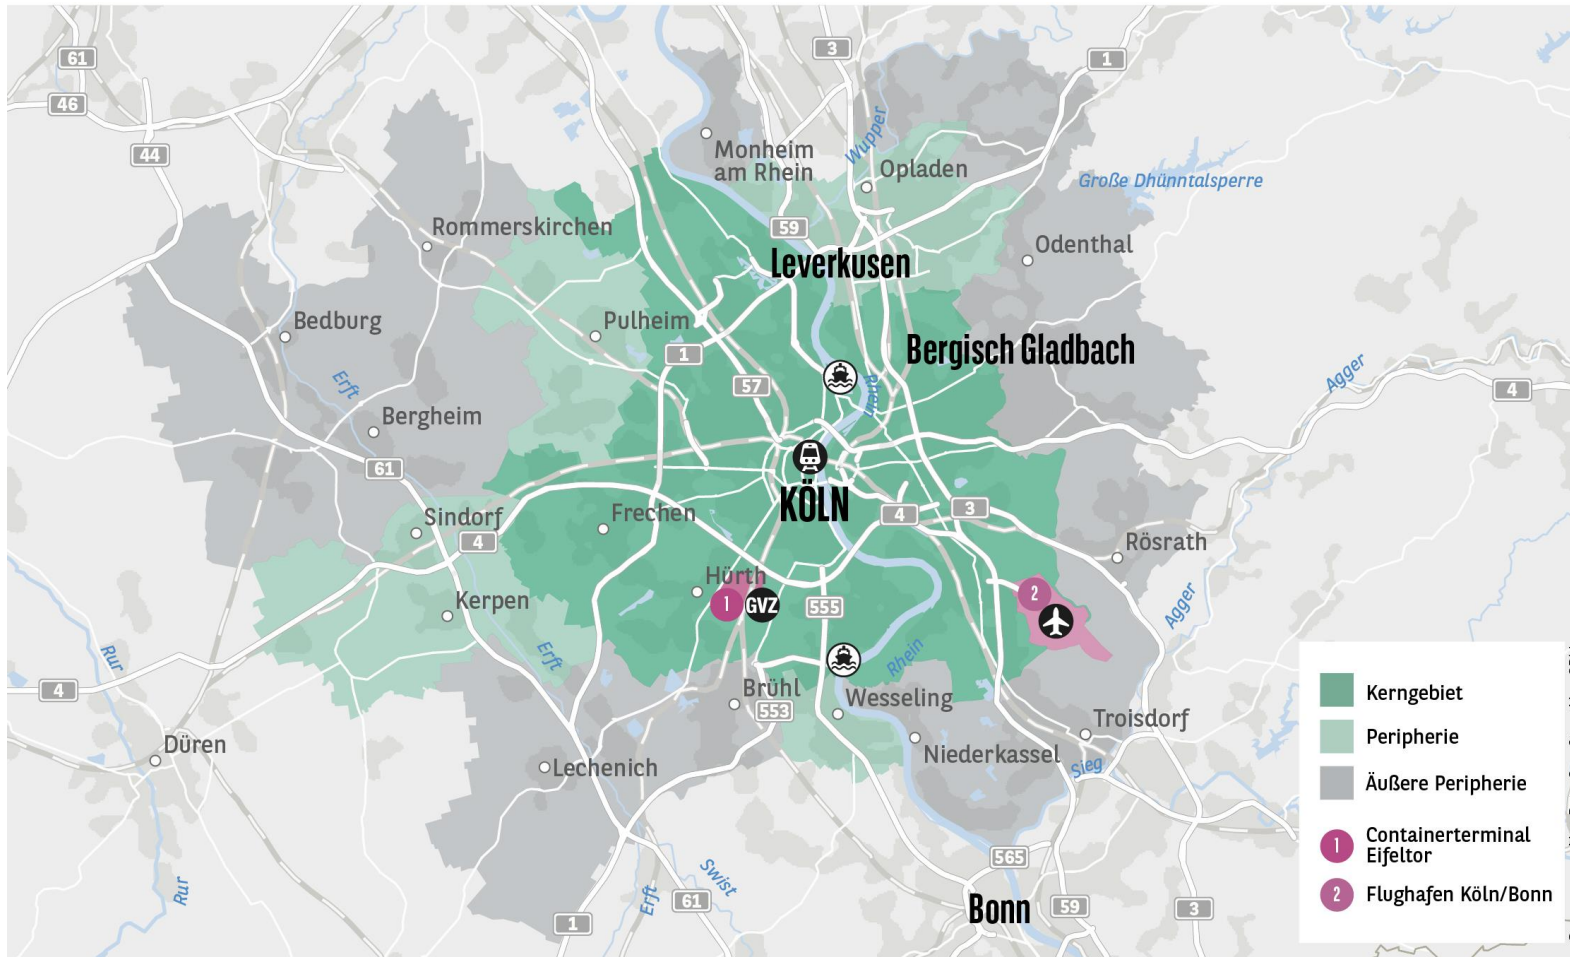 61
3
1
46
44
Monheim
am Rhein
Wupper
Opladen
Große Dhünntalsperre
Rommerskirchen
59
Odenthal
Leverkusen
Bedburg
Pulheim
1
Bergisch Gladbach
57
Erft
Rhein
Agger
4
Bergheim
61
KÖLN
Sindorf
Frechen
4
3
4
Rösrath
Hürth
1
GVZ
555
2
Kerpen
Agger
Rur
Erft
Rhein
4
Brühl
553
Wesseling
Troisdorf
Düren
Niederkassel
Sieg
Lechenich
565
Swist
Rur
Erft
61
1
Bonn
59
3
Kerngebiet
Peripherie
Äußere Peripherie
1 Containerterminal
Eifeltor
2 Flughafen Köln/Bonn